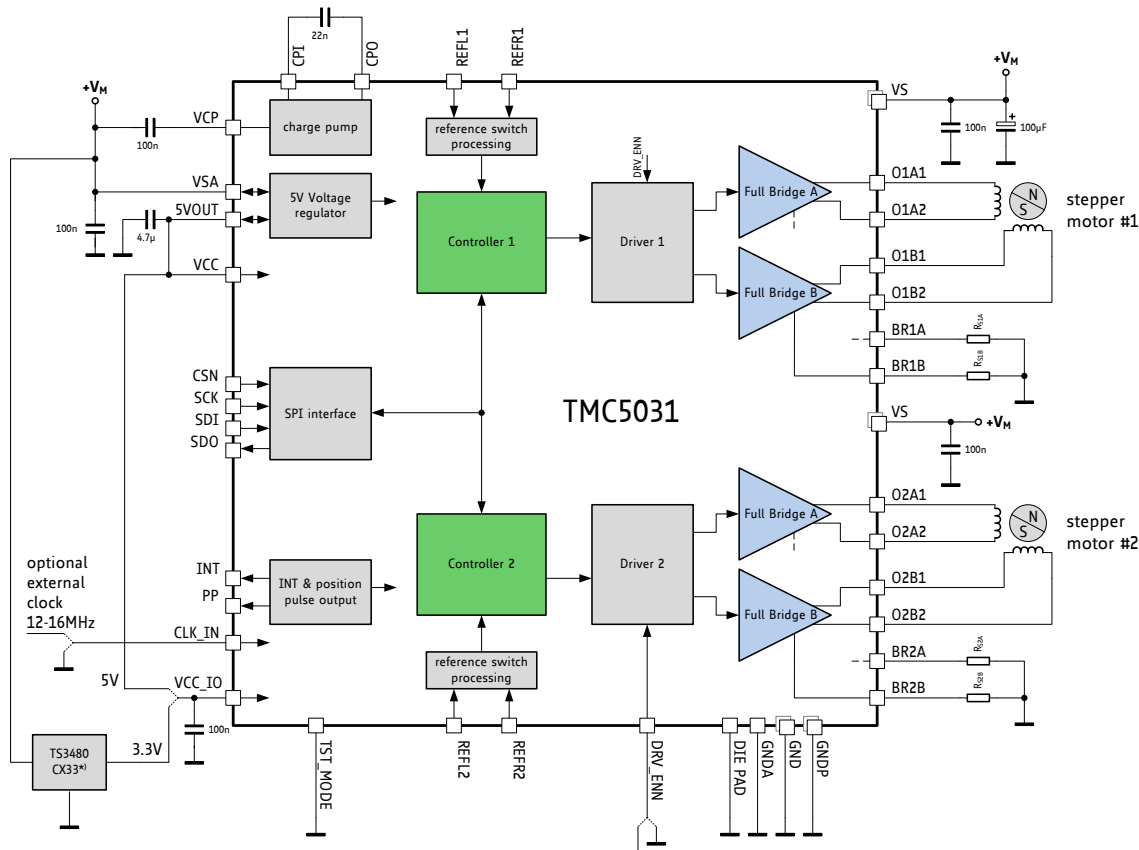 22n
CPI
CPO
REFL1
REFR1
+VM
VCP
100n
charge pump
reference switch
processing
DRV_ENN
VS
+VM
100n
100µF
VSA
5VOUT
100n
4.7µ
5V Voltage
regulator
VCC
Controller 1
Driver 1
Full Bridge A
Full Bridge B
O1A1
O1A2
O1B1
O1B2
N
S
stepper
motor #1
BR1A
RS1A
BR1B
RS1B
CSN
SCK
SDI
SDO
SPI interface
TMC5031
VS
+VM
100n
INT
PP
INT & position
pulse output
Controller 2
Driver 2
Full Bridge A
Full Bridge B
O2A1
O2A2
O2B1
O2B2
N
S
stepper
motor #2
BR2A
RS2A
BR2B
RS2B
optional
external
clock
12-16MHz
CLK_IN
reference switch
processing
5V
VCC_IO
100n
3.3V
TS3480
CX33*)
TST_MODE
REFL2
REFR2
DRV_ENN
DIE PAD
GNDA
GND
GNDP